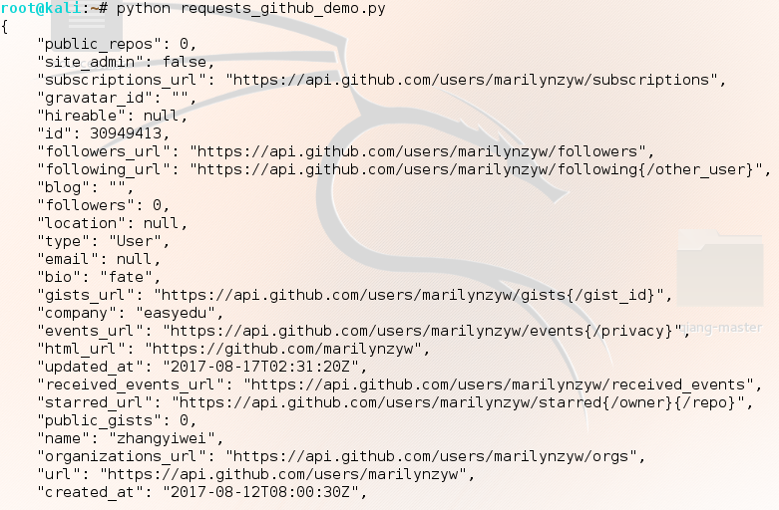 root@kali:~# python requests_github_demo.py
{
    "public_repos": 0,
    "site_admin": false,
    "subscriptions_url": "https://api.github.com/users/marilynzyw/subscriptions",
    "gravatar_id": "",
    "hireable": null,
    "id": 30949413,
    "followers_url": "https://api.github.com/users/marilynzyw/followers",
    "following_url": "https://api.github.com/users/marilynzyw/following{/other_user}",
    "blog": "",
    "followers": 0,
    "location": null,
    "type": "User",
    "email": null,
    "bio": "fate",
    "gists_url": "https://api.github.com/users/marilynzyw/gists{/gist_id}",
    "company": "easyedu",
    "events_url": "https://api.github.com/users/marilynzyw/events{/privacy}",
    "html_url": "https://github.com/marilynzyw",
    "updated_at": "2017-08-17T02:31:20Z",
    "received_events_url": "https://api.github.com/users/marilynzyw/received_events",
    "starred_url": "https://api.github.com/users/marilynzyw/starred{/owner}{/repo}",
    "public_gists": 0,
    "name": "zhangyiwei",
    "organizations_url": "https://api.github.com/users/marilynzyw/orgs",
    "url": "https://api.github.com/users/marilynzyw",
    "created_at": "2017-08-12T08:00:30Z",